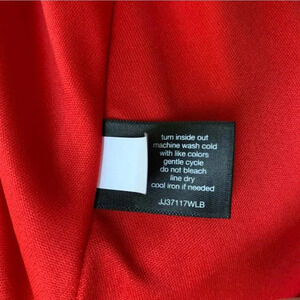 turn inside out
machine wash cold
with like colors
gentle cycle
do not bleach
line dry
cool iron if needed
JJ37117WLB